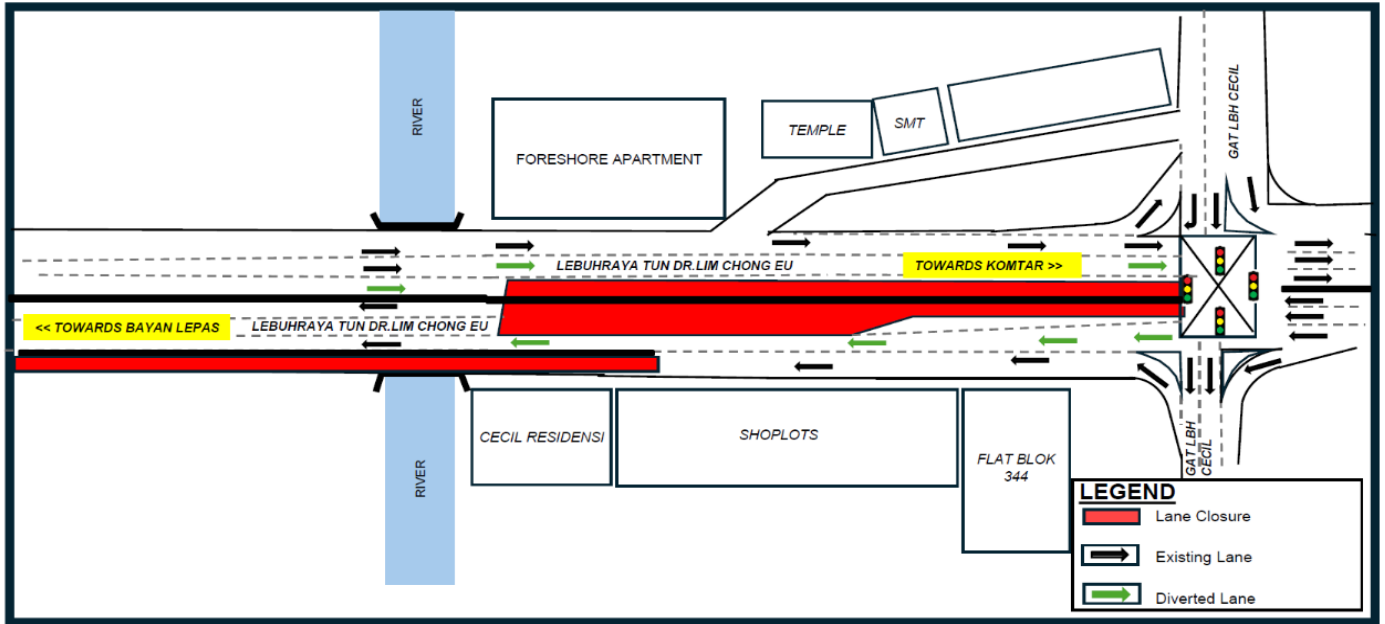 RIVER
FORESHORE APARTMENT
TEMPLE
SMT
GAT LBH CECIL
LEBUHRAYA TUN DR.LIM CHONG EU
TOWARDS KOMTAR >>
<< TOWARDS BAYAN LEPAS
LEBUHRAYA TUN DR.LIM CHONG EU
RIVER
CECIL RESIDENSI
SHOPLOTS
FLAT BLOK
344
GAT LBH
CECIL
LEGEND
Lane Closure
Existing Lane
Diverted Lane